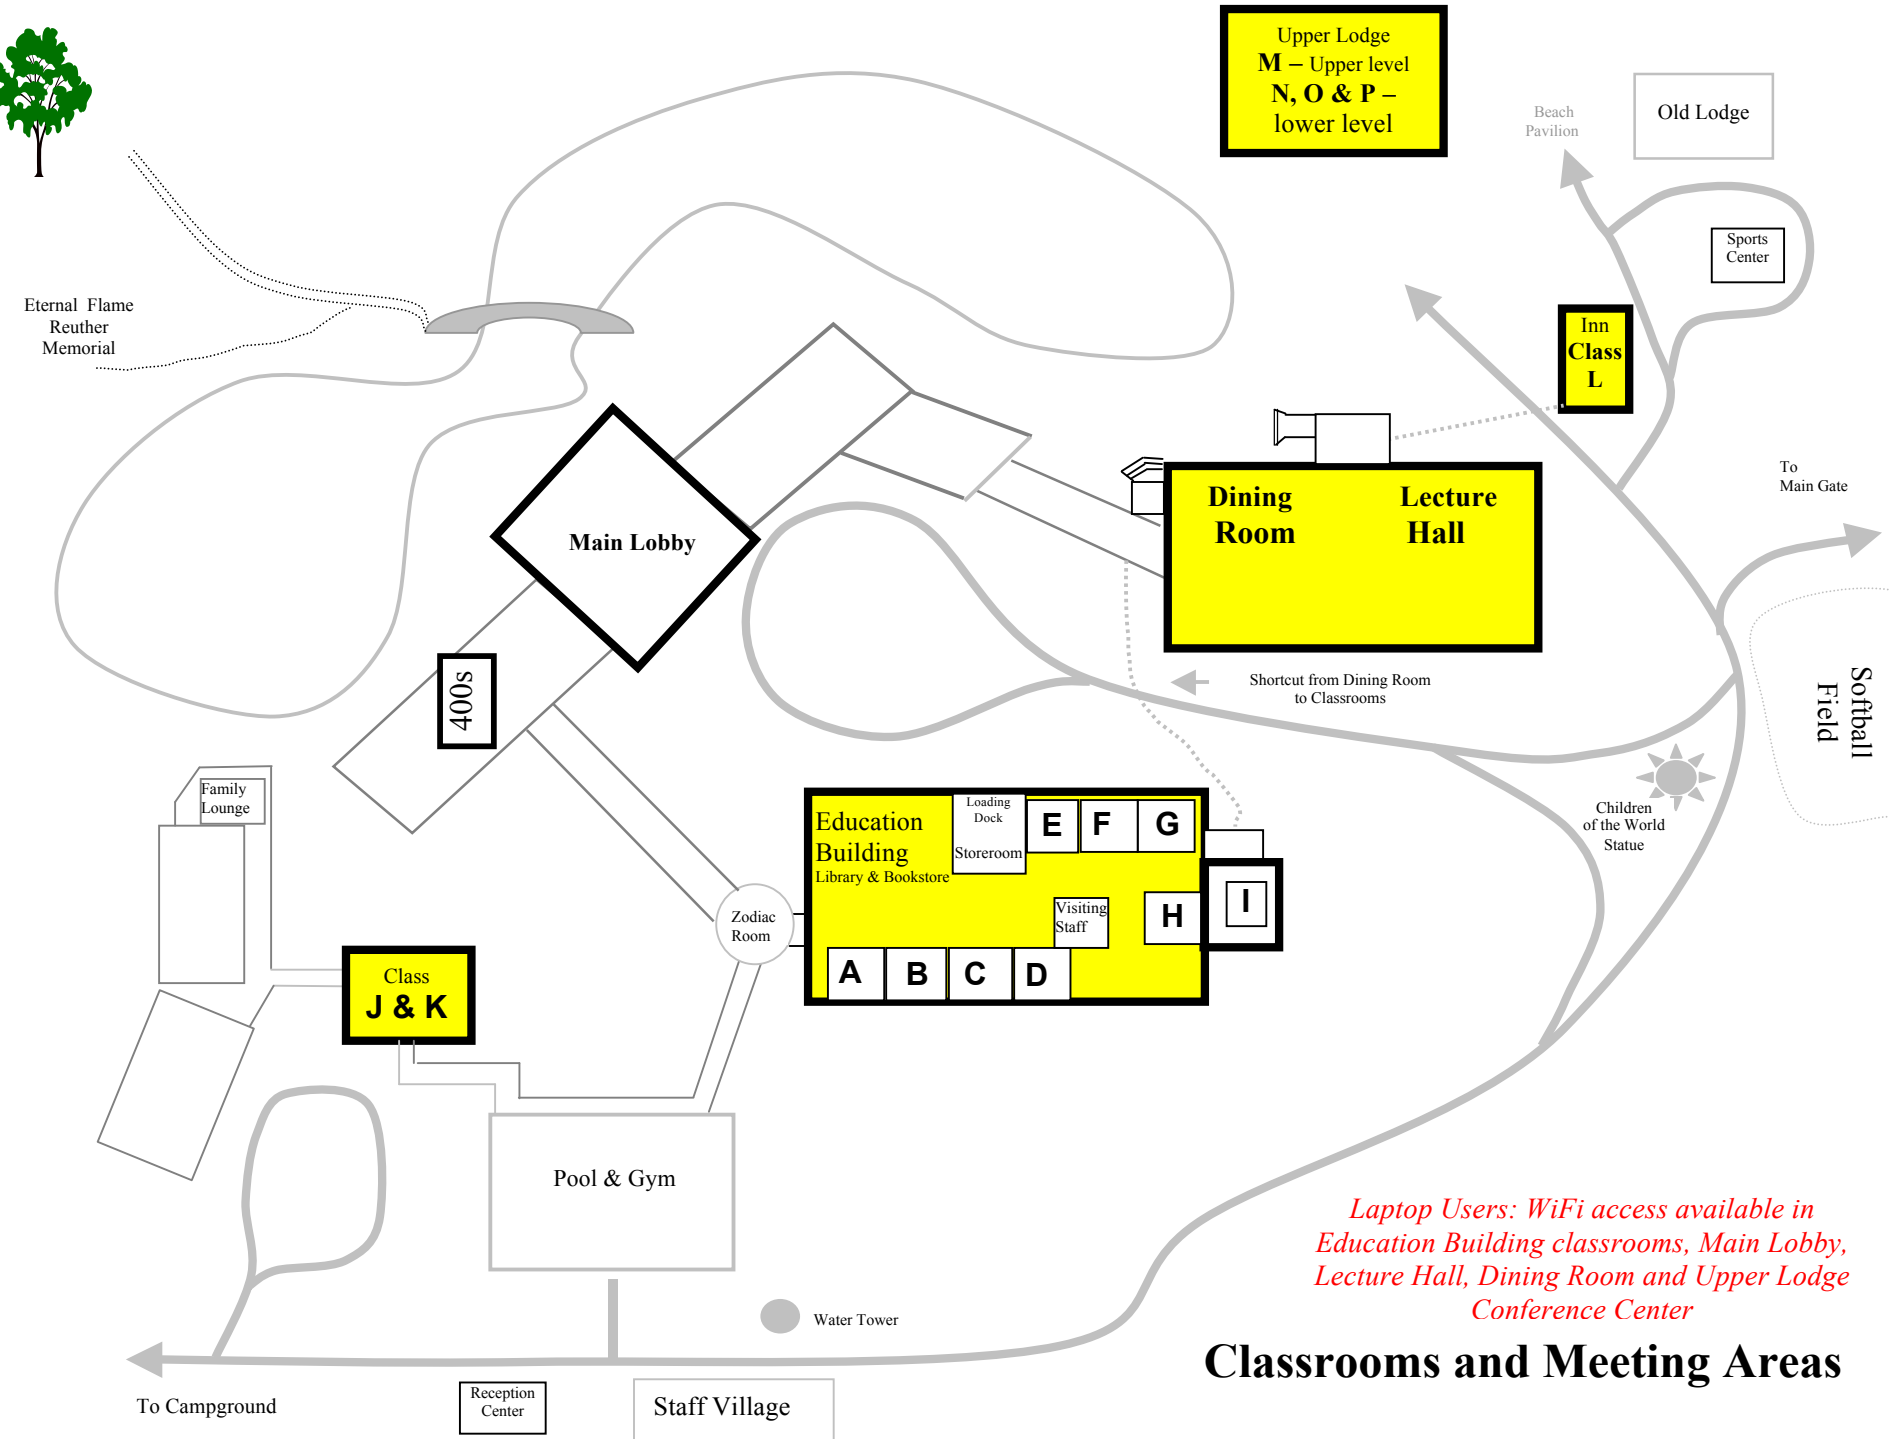 Upper Lodge
M – Upper level
N, O & P –
lower level
Beach
Pavilion
Old Lodge
Sports
Center
Eternal Flame
Reuther
Memorial
Inn
Class
L
To
Main Gate
Dining
Room
Lecture
Hall
Main Lobby
400s
Shortcut from Dining Room
to Classrooms
Softball
Field
Family
Lounge
Education
Building
Library & Bookstore
Loading
Dock
Storeroom
E
F
G
Children
of the World
Statue
Visiting
Staff
H
I
Zodiac
Room
A
B
C
D
Class
J & K
Pool & Gym
Laptop Users: WiFi access available in
Education Building classrooms, Main Lobby,
Lecture Hall, Dining Room and Upper Lodge
Conference Center
Water Tower
Classrooms and Meeting Areas
To Campground
Reception
Center
Staff Village